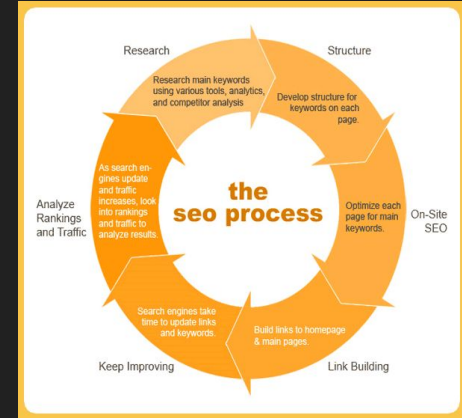 Research
Research main keywords
using various tools, analytics,
and competitor analysis
Structure
Develop structure for
keywords on each
page.
On-Site
SEO
Optimize each
page for main
keywords.
Link Building
Build links to homepage
& main pages.
Keep Improving
Search engines take
time to update links
and keywords.
Analyze
Rankings
and Traffic
As search en-
gines update
and traffic
increases, look
into rankings
and traffic to
analyze results.
the
seo process